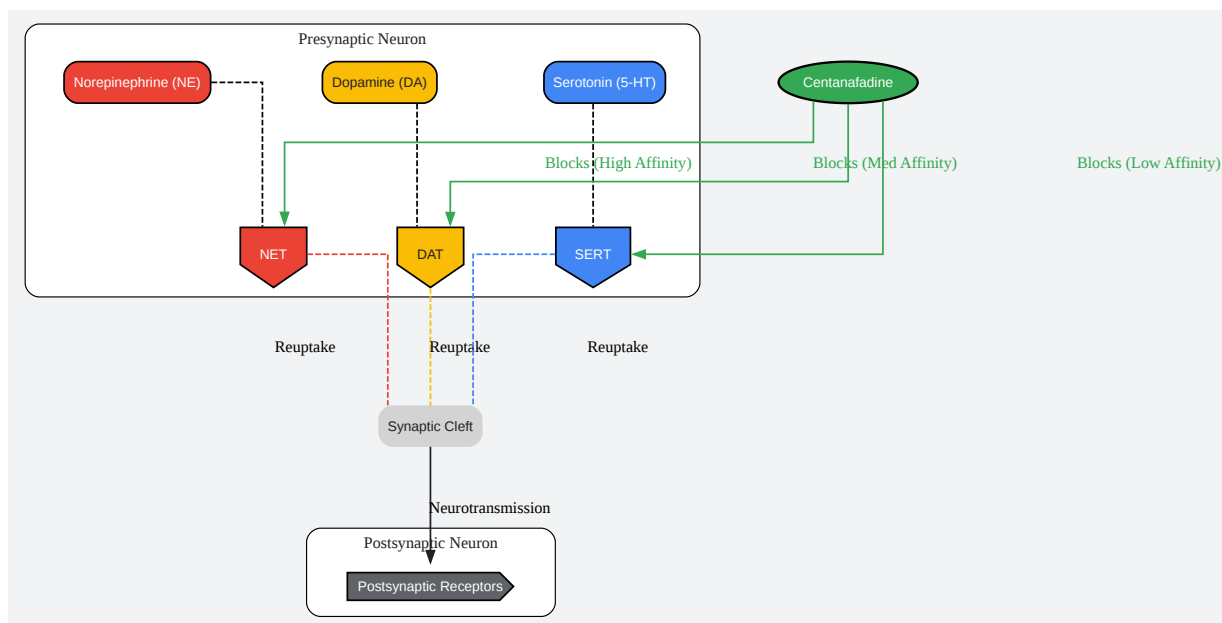 Presynaptic Neuron
Norepinephrine (NE)
Dopamine (DA)
Serotonin (5-HT)
Centanafadine
Blocks (High Affinity)
Blocks (Med Affinity)
Blocks (Low Affinity)
NET
DAT
SERT
Reuptake
Reuptake
Reuptake
Synaptic Cleft
Neurotransmission
Postsynaptic Neuron
Postsynaptic Receptors